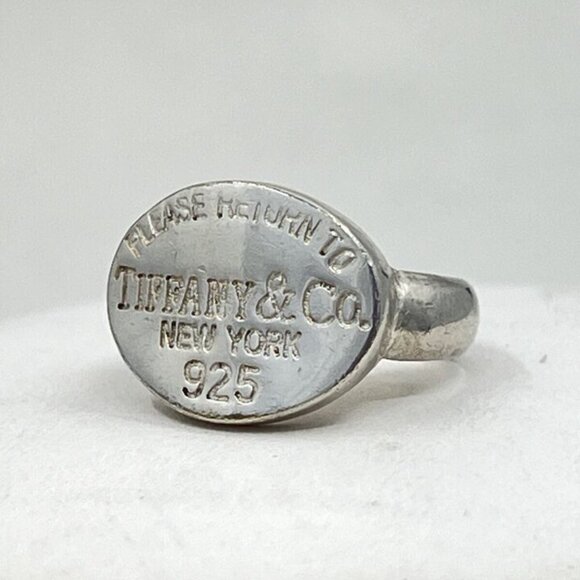 PLEASE RETURN TO
TIFFANY & CO.
NEW YORK
925